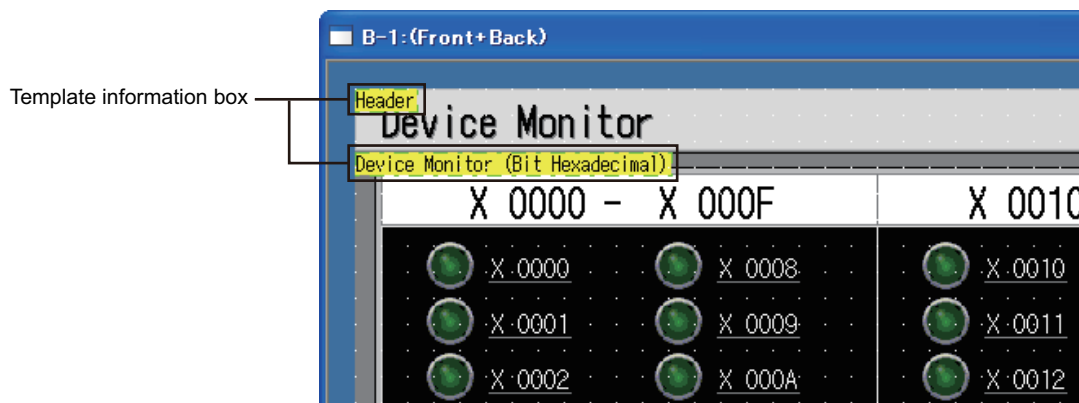 B-1:(Front+Back)
Template information box
Header
Device Monitor
Device Monitor (Bit Hexadecimal)
X 0000 - X 000F X 0010
X 0000 X 0008 X 0010
X 0001 X 0009 X 0011
X 0002 X 000A X 0012